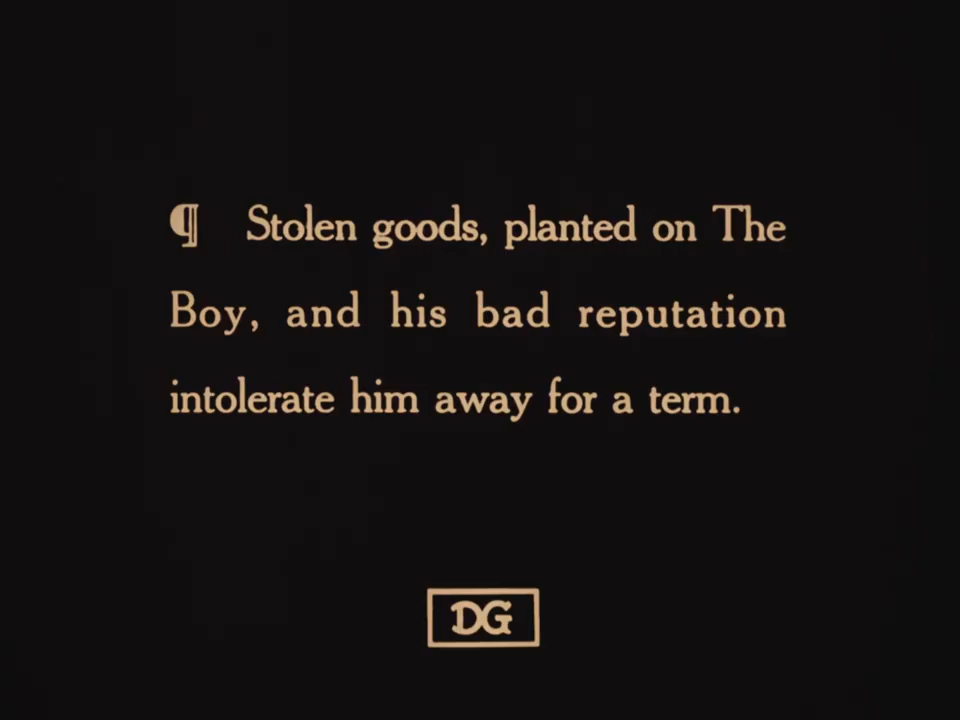 ¶ Stolen goods, planted on The
Boy, and his bad reputation
intolerate him away for a term.
DG